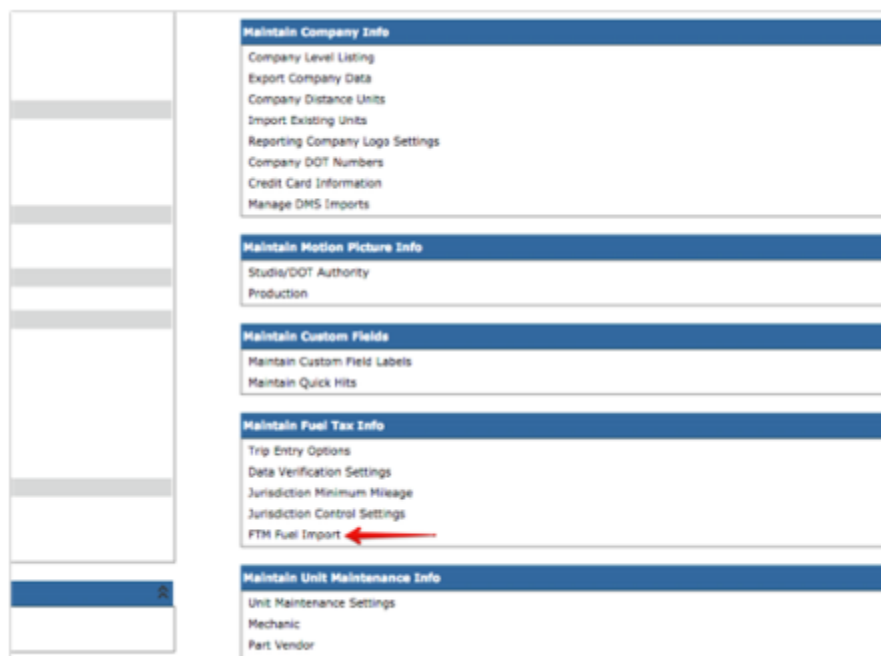 Maintain Company Info
Company Level Listing
Export Company Data
Company Distance Units
Import Existing Units
Reporting Company Logo Settings
Company DOT Numbers
Credit Card Information
Manage DMS Imports
Maintain Motion Picture Info
Studio/DOT Authority
Production
Maintain Custom Fields
Maintain Custom Field Labels
Maintain Quick Hits
Maintain Fuel Tax Info
Trip Entry Options
Data Verification Settings
Jurisdiction Minimum Mileage
Jurisdiction Control Settings
FTM Fuel Import
Maintain Unit Maintenance Info
Unit Maintenance Settings
Mechanic
Part Vendor